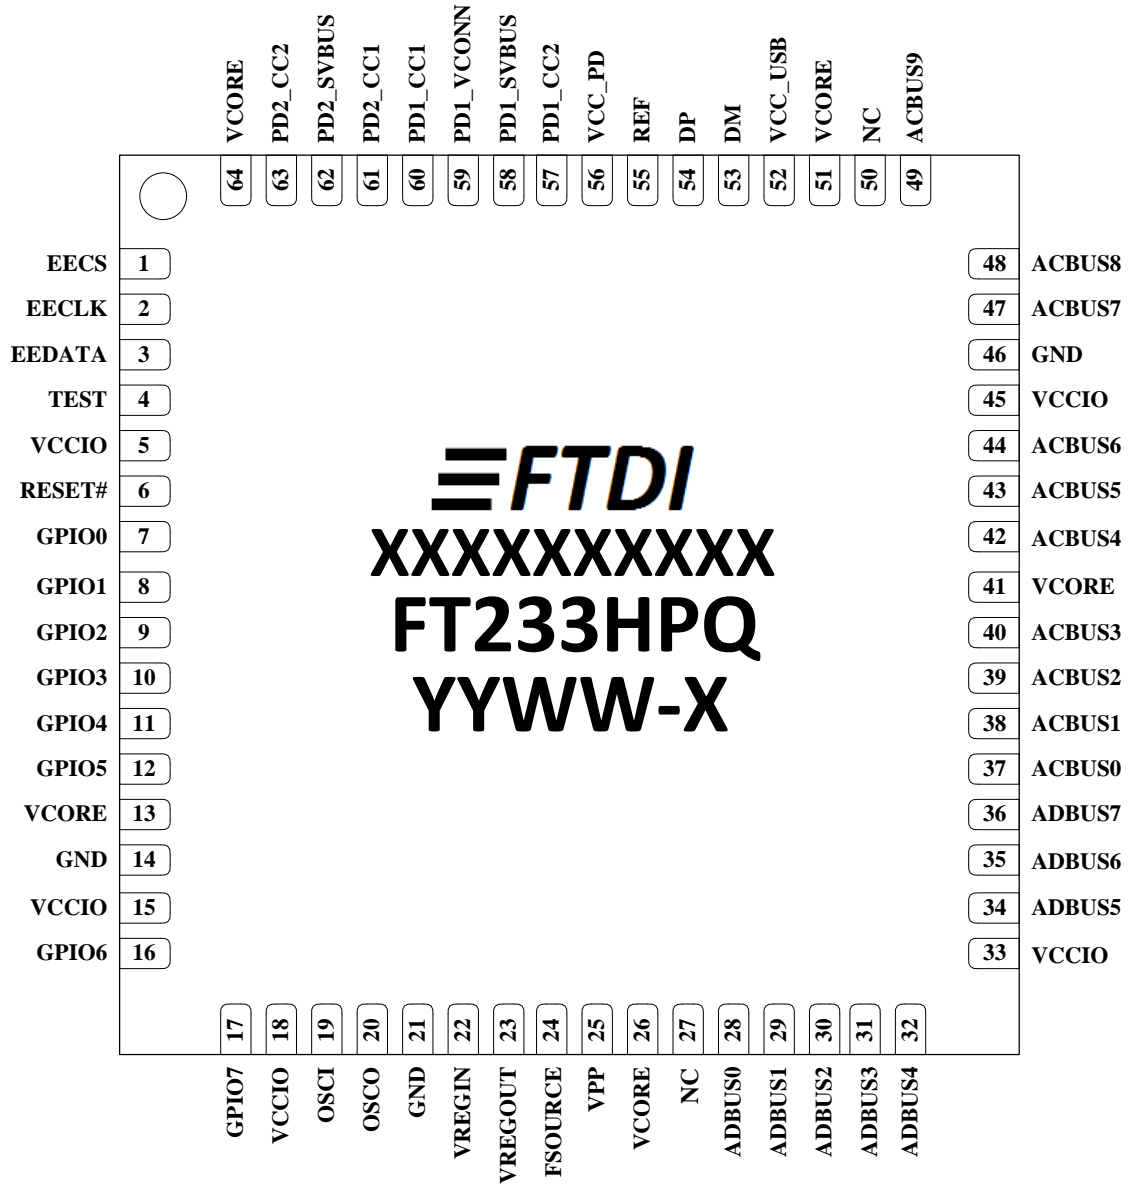 VCORE
PD2_CC2
PD2_SVBUS
PD2_CC1
PD1_CC1
PD1_VCONN
PD1_SVBUS
PD1_CC2
VCC_PD
REF
DP
DM
VCC_USB
VCORE
NC
ACBUS9
64
63
62
61
60
59
58
57
56
55
54
53
52
51
50
49
EECS 1
EECLK 2
EEDATA 3
TEST 4
VCCIO 5
RESET# 6
GPIO0 7
GPIO1 8
GPIO2 9
GPIO3 10
GPIO4 11
GPIO5 12
VCORE 13
GND 14
VCCIO 15
GPIO6 16
FTDI
XXXXXXXXXX
FT233HPQ
YYWW-X
48 ACBUS8
47 ACBUS7
46 GND
45 VCCIO
44 ACBUS6
43 ACBUS5
42 ACBUS4
41 VCORE
40 ACBUS3
39 ACBUS2
38 ACBUS1
37 ACBUS0
36 ADBUS7
35 ADBUS6
34 ADBUS5
33 VCCIO
17
18
19
20
21
22
23
24
25
26
27
28
29
30
31
32
GPIO7
VCCIO
OSCI
OSCO
GND
VREGIN
VREGOUT
FSOURCE
VPP
VCORE
NC
ADBUS0
ADBUS1
ADBUS2
ADBUS3
ADBUS4